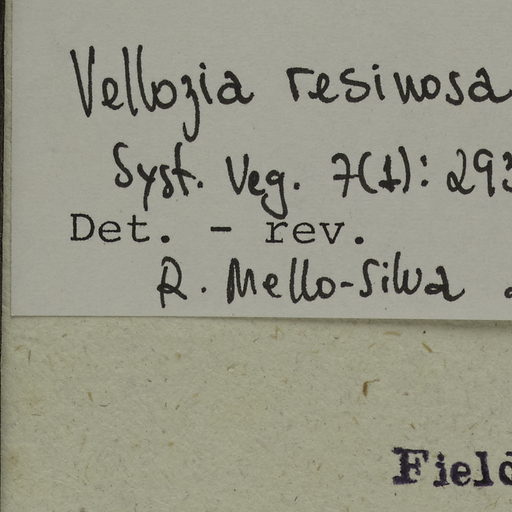 Vellozia resinosa
Syst. Veg. 7(1): 293
Det. - rev.
R. Mello-Silva
Field